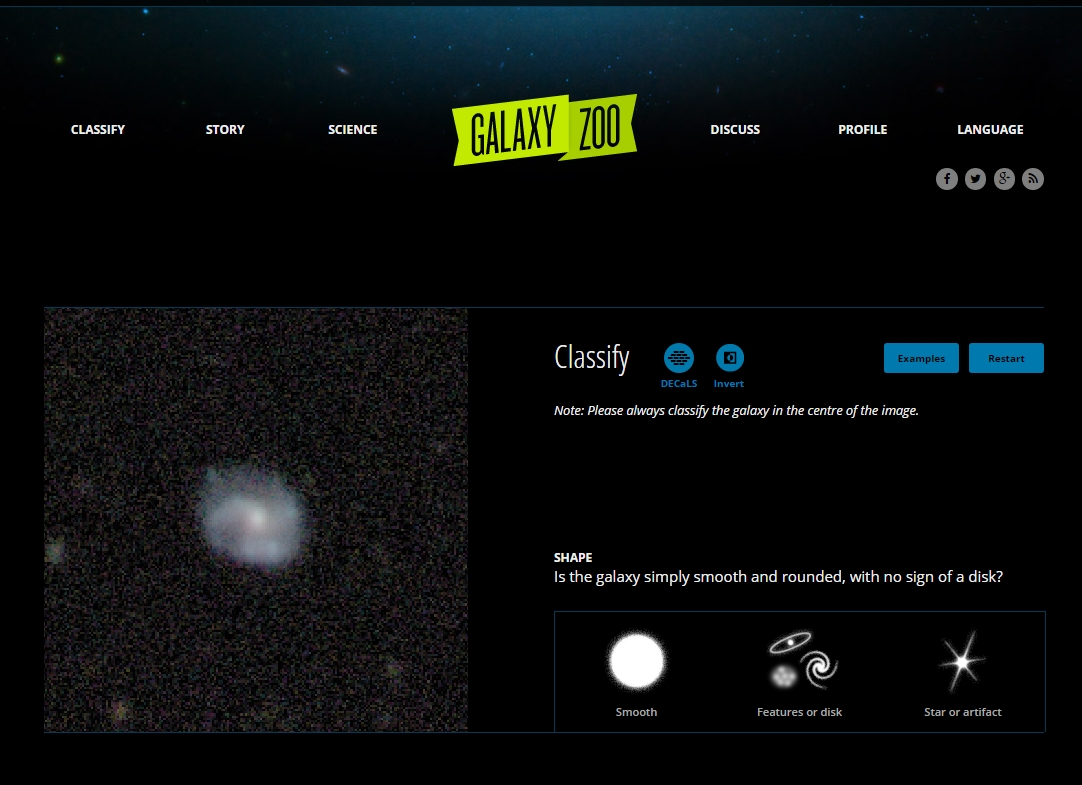 CLASSIFY STORY SCIENCE GALAXY ZOO DISCUSS PROFILE LANGUAGE
f g+
Classify DECaLS Invert Examples Restart
Note: Please always classify the galaxy in the centre of the image.
SHAPE
Is the galaxy simply smooth and rounded, with no sign of a disk?
Smooth Features or disk Star or artifact